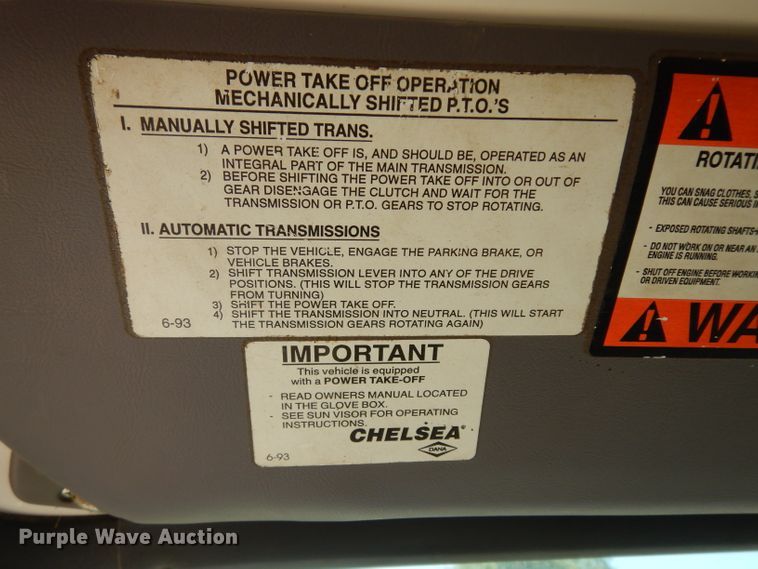 POWER TAKE OFF OPERATION
MECHANICALLY SHIFTED P.T.O.'S
I. MANUALLY SHIFTED TRANS.
1) A POWER TAKE OFF IS, AND SHOULD BE, OPERATED AS AN
INTEGRAL PART OF THE MAIN TRANSMISSION.
2) BEFORE SHIFTING THE POWER TAKE OFF INTO OR OUT OF
GEAR DISENGAGE THE CLUTCH AND WAIT FOR THE
TRANSMISSION OR P.T.O. GEARS TO STOP ROTATING.
II. AUTOMATIC TRANSMISSIONS
1) STOP THE VEHICLE, ENGAGE THE PARKING BRAKE, OR
VEHICLE BRAKES.
2) SHIFT TRANSMISSION LEVER INTO ANY OF THE DRIVE
POSITIONS. (THIS WILL STOP THE TRANSMISSION GEARS
FROM TURNING)
3) SHIFT THE POWER TAKE OFF.
4) SHIFT THE TRANSMISSION INTO NEUTRAL. (THIS WILL START
THE TRANSMISSION GEARS ROTATING AGAIN)
6-93
IMPORTANT
This vehicle is equipped
with a POWER TAKE-OFF
- READ OWNERS MANUAL LOCATED
IN THE GLOVE BOX.
- SEE SUN VISOR FOR OPERATING
INSTRUCTIONS.
CHELSEA®
DANA
6-93
ROTATI
YOU CAN SNAG CLOTHES, S
THIS CAN CAUSE SERIOUS IN
- EXPOSED ROTATING SHAFTS
- DO NOT WORK ON OR NEAR AN
ENGINE IS RUNNING.
- SHUT OFF ENGINE BEFORE WORKIN
OR DRIVEN EQUIPMENT.
WA
Purple Wave Auction